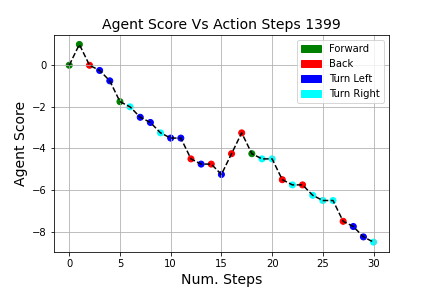 Agent Score Vs Action Steps 1399
Forward
Back
Turn Left
Turn Right
Agent Score
0
−2
−4
−6
−8
0 5 10 15 20 25 30
Num. Steps